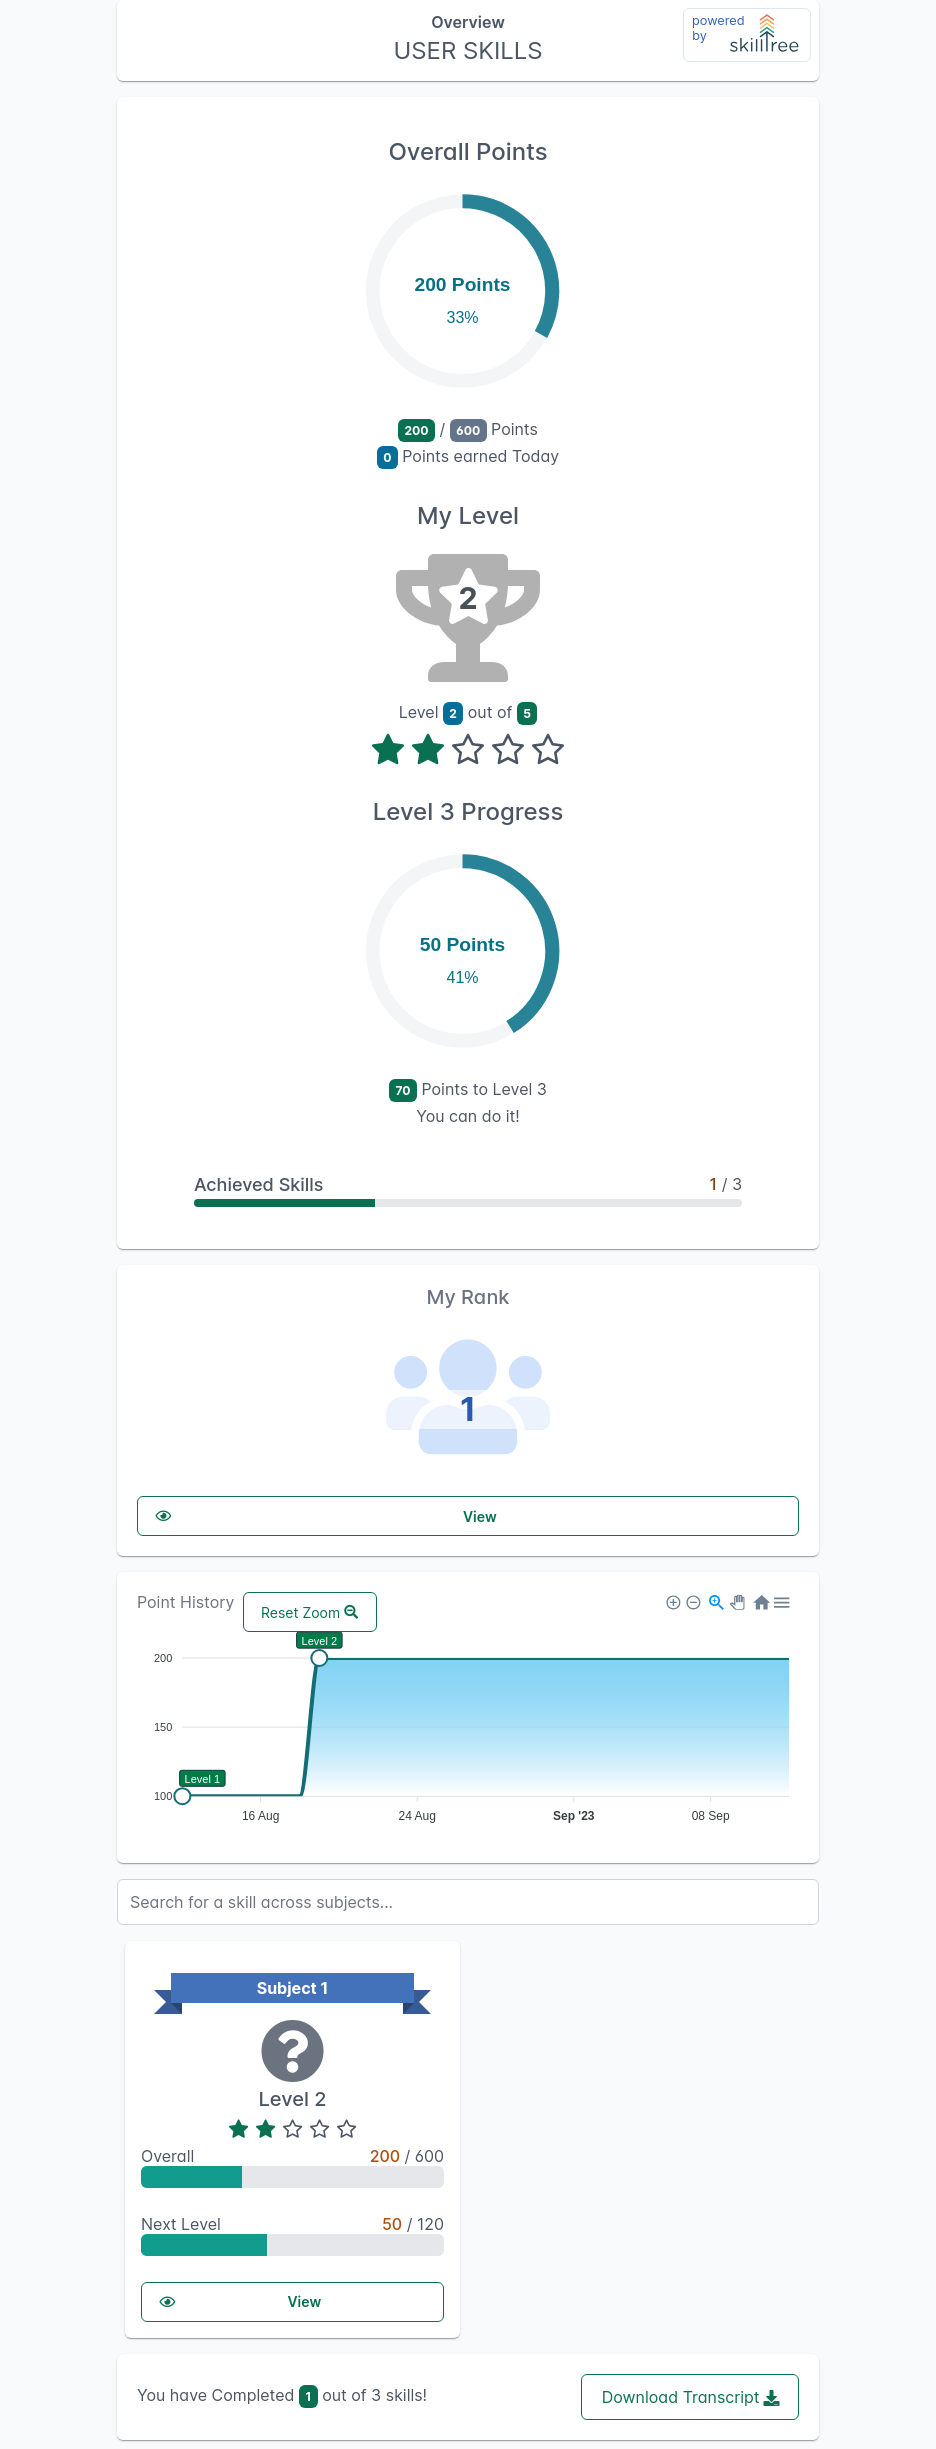 Overview
USER SKILLS
powered
by
skilltree
Overall Points
200 Points
33%
200 / 600 Points
0 Points earned Today
My Level
2
Level 2 out of 5
Level 3 Progress
50 Points
41%
70 Points to Level 3
You can do it!
Achieved Skills 1 / 3
My Rank
1
View
Point History Reset Zoom
Level 2
200
150
Level 1
100
16 Aug 24 Aug Sep '23 08 Sep
Search for a skill across subjects...
Subject 1
Level 2
Overall 200 / 600
Next Level 50 / 120
View
You have Completed 1 out of 3 skills! Download Transcript